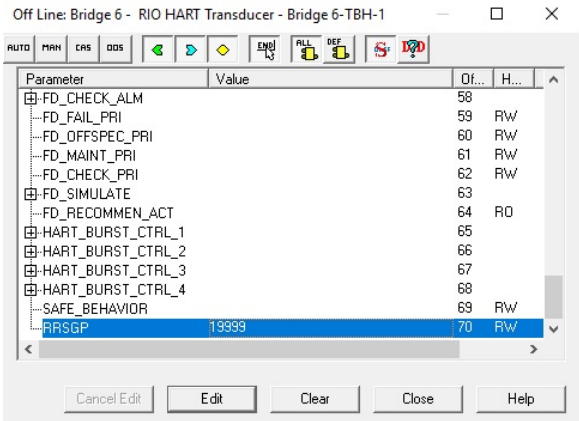 Off Line: Bridge 6 - RIO HART Transducer - Bridge 6-TBH-1
AUTO MAN CAS OOS END ALL DEF S: D?D
Parameter Value Of... H...
FD_CHECK_ALM 58
FD_FAIL_PRI 59 RW
FD_OFFSPEC_PRI 60 RW
FD_MAINT_PRI 61 RW
FD_CHECK_PRI 62 RW
FD_SIMULATE 63
FD_RECOMMEN_ACT 64 RO
HART_BURST_CTRL_1 65
HART_BURST_CTRL_2 66
HART_BURST_CTRL_3 67
HART_BURST_CTRL_4 68
SAFE_BEHAVIOR 69 RW
RRSGP 19999 70 RW
Cancel Edit Edit Clear Close Help